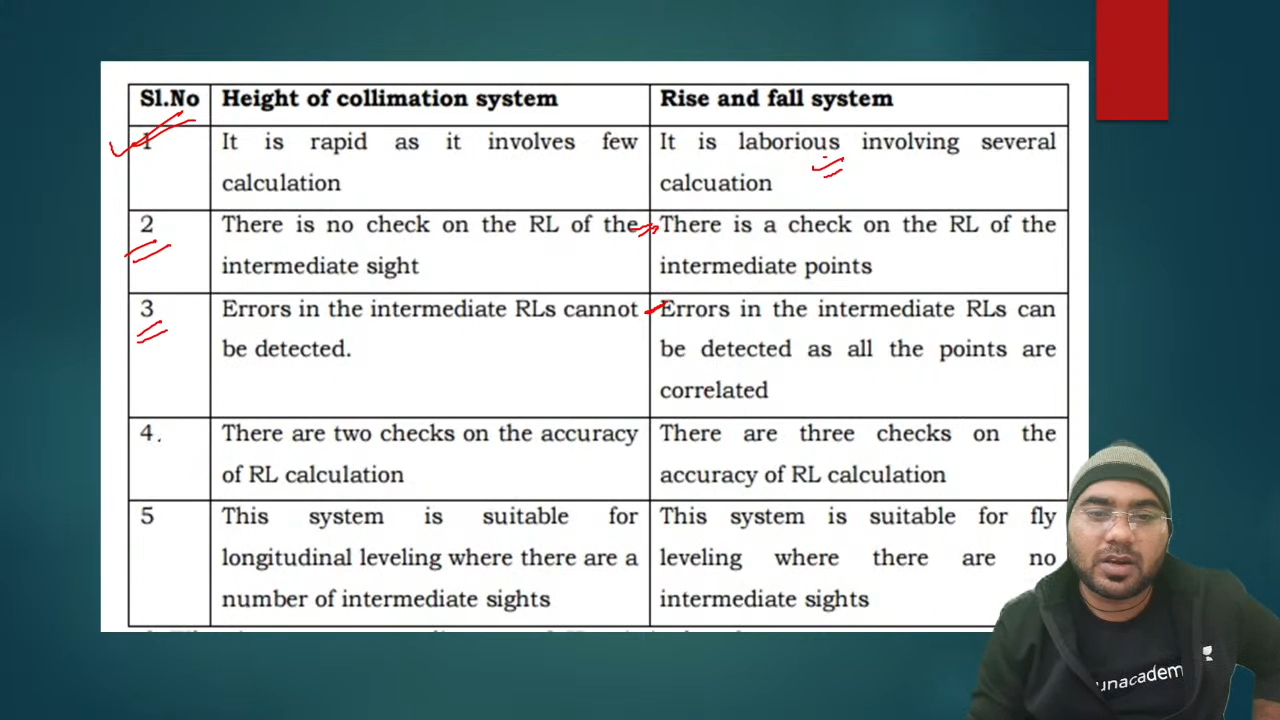 Sl.No Height of collimation system Rise and fall system
1 It is rapid as it involves few It is laborious involving several
calculation calcuation
2 There is no check on the RL of the There is a check on the RL of the
intermediate sight intermediate points
3 Errors in the intermediate RLs cannot Errors in the intermediate RLs can
be detected. be detected as all the points are
correlated
4. There are two checks on the accuracy There are three checks on the
of RL calculation accuracy of RL calculation
5 This system is suitable for This system is suitable for fly
longitudinal leveling where there are a leveling where there are no
number of intermediate sights intermediate sights
unacadem